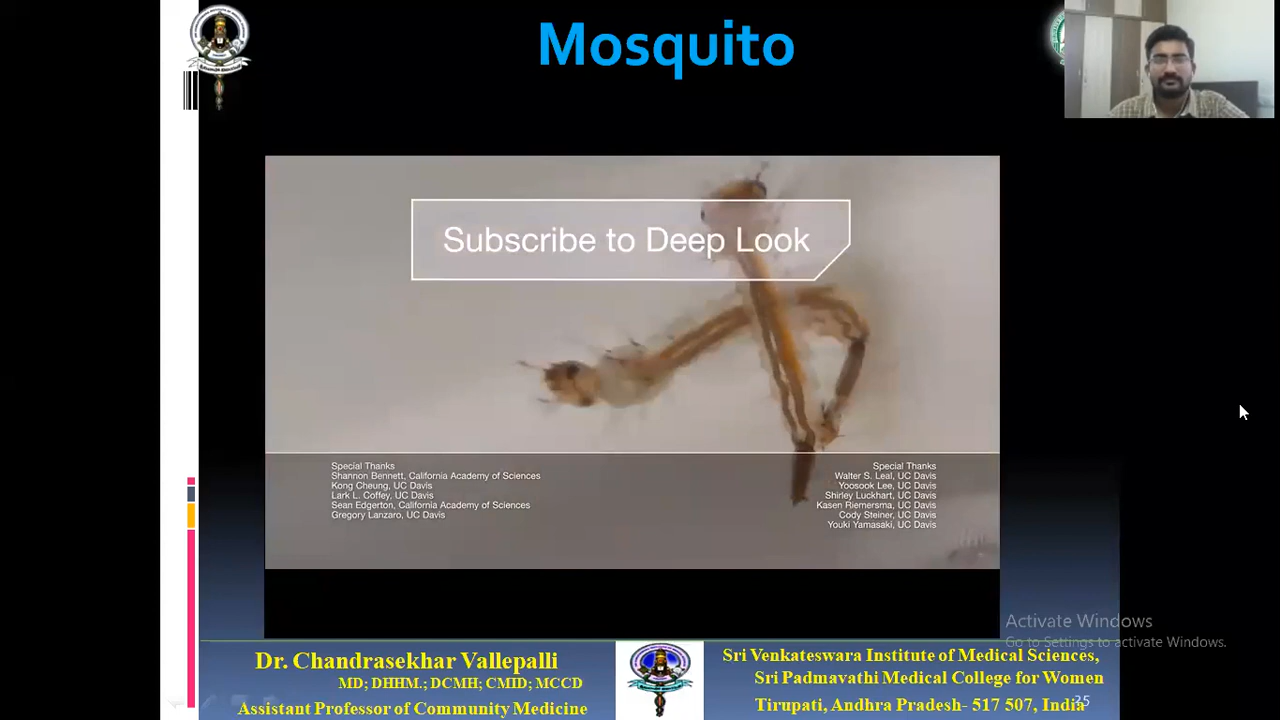 Mosquito
Subscribe to Deep Look
Special Thanks
Shannon Bennett, California Academy of Sciences
Kong Cheung, UC Davis
Lark L. Coffey, UC Davis
Sean Edgerton, California Academy of Sciences
Gregory Lanzaro, UC Davis
Special Thanks
Walter S. Leal, UC Davis
Yoosook Lee, UC Davis
Shirley Luckhart, UC Davis
Kasen Riemersma, UC Davis
Cody Steiner, UC Davis
Youki Yamasaki, UC Davis
Activate Windows
Go to Settings to activate Windows.
Dr. Chandrasekhar Vallepalli
MD; DHHM.; DCMH; CMID; MCCD
Assistant Professor of Community Medicine
Sri Venkateswara Institute of Medical Sciences,
Sri Padmavathi Medical College for Women
Tirupati, Andhra Pradesh- 517 507, India
25